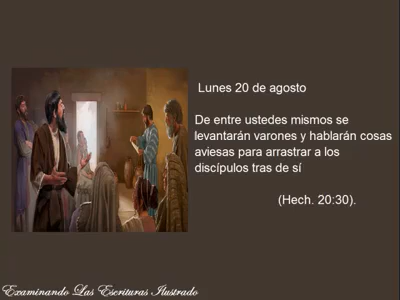 Lunes 20 de agosto
De entre ustedes mismos se
levantarán varones y hablarán cosas
aviesas para arrastrar a los
discípulos tras de sí
(Hech. 20:30).
Examinando Las Escrituras Ilustrado